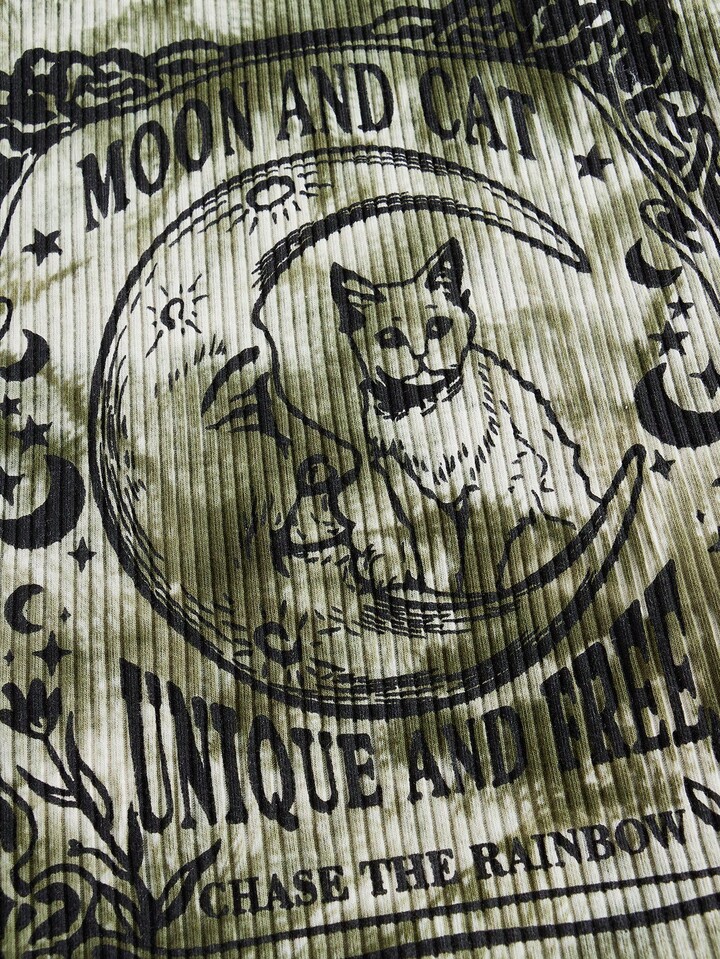 MOON AND CAT
UNIQUE AND FREE
CHASE THE RAINBOW